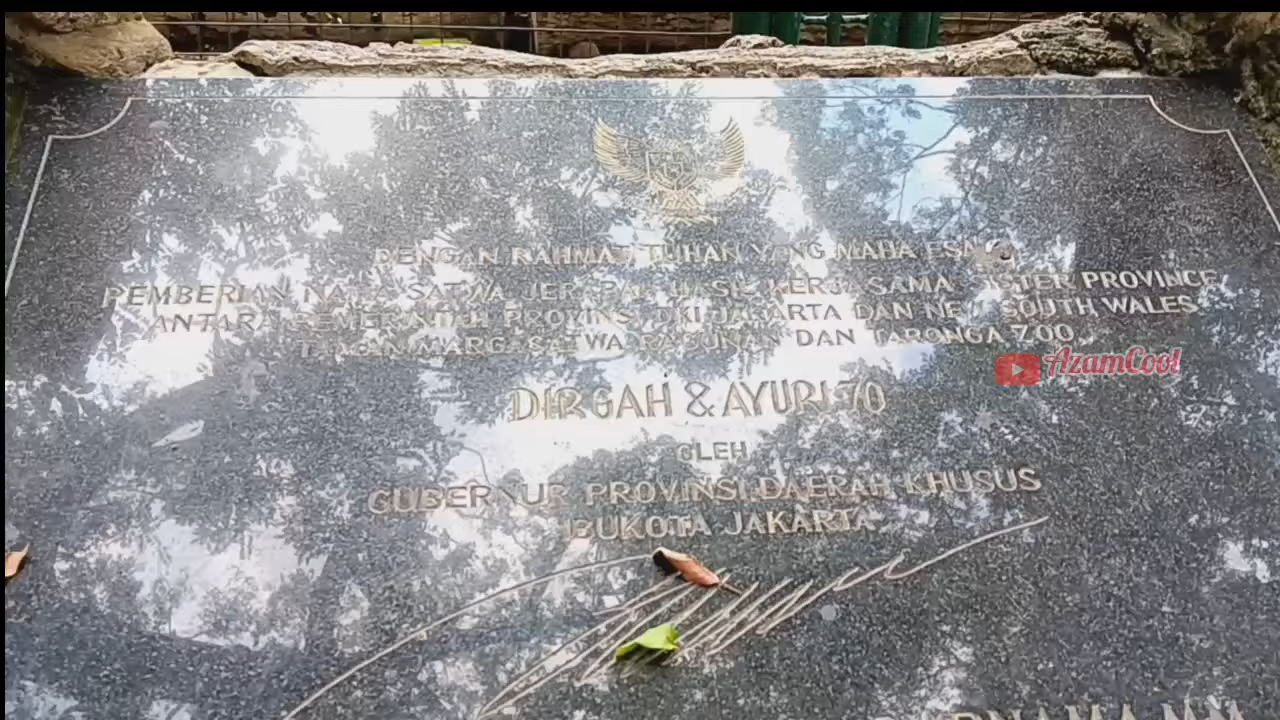 DENGAN RAHMAT TUHAN YANG MAHA ESA
PEMBERIAN NAMA SATWA JERAPAH HASIL KERJASAMA SISTER PROVINCE
ANTARA PEMERINTAH PROVINSI DKI JAKARTA DAN NEW SOUTH WALES
TAMAN MARGASATWA RAGUNAN DAN TARONGA ZOO
AzamCool
DIRGAH & AYURI 70
OLEH
GUBERNUR PROVINSI DAERAH KHUSUS
IBUKOTA JAKARTA